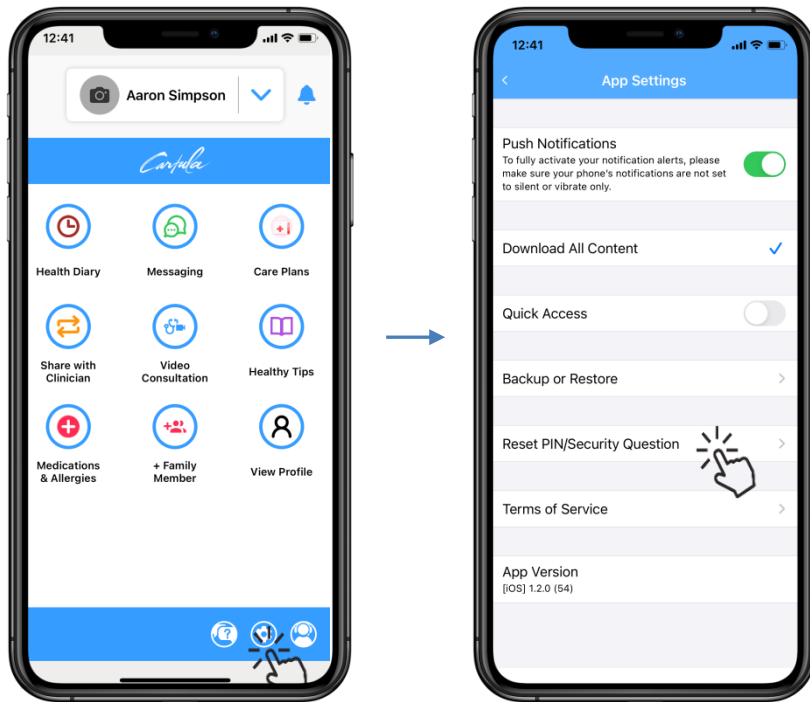 12:41
Aaron Simpson
Cantula
Health Diary
Messaging
Care Plans
Share with
Clinician
Video
Consultation
Healthy Tips
Medications
& Allergies
+ Family
Member
View Profile
?
12:41
App Settings
Push Notifications
To fully activate your notification alerts, please
make sure your phone's notifications are not set
to silent or vibrate only.
Download All Content
Quick Access
Backup or Restore
Reset PIN/Security Question
Terms of Service
App Version
[iOS] 1.2.0 (54)